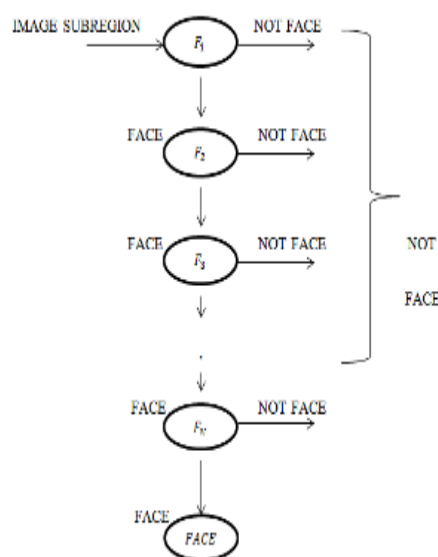 IMAGE SUBREGION F₁ NOT FACE
FACE F₂ NOT FACE
FACE F₃ NOT FACE
NOT
FACE
.
FACE F_N NOT FACE
FACE FACE